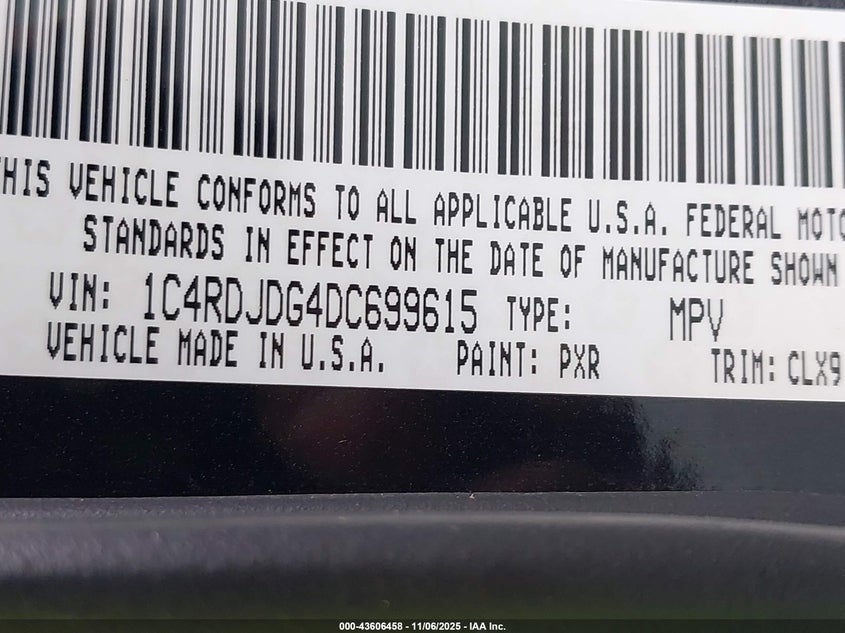 THIS VEHICLE CONFORMS TO ALL APPLICABLE U.S.A. FEDERAL MOTO
STANDARDS IN EFFECT ON THE DATE OF MANUFACTURE SHOWN
VIN: 1C4RDJDG4DC699615 TYPE: MPV
VEHICLE MADE IN U.S.A. PAINT: PXR TRIM: CLX9
000-43606458 - 11/06/2025 - IAA Inc.